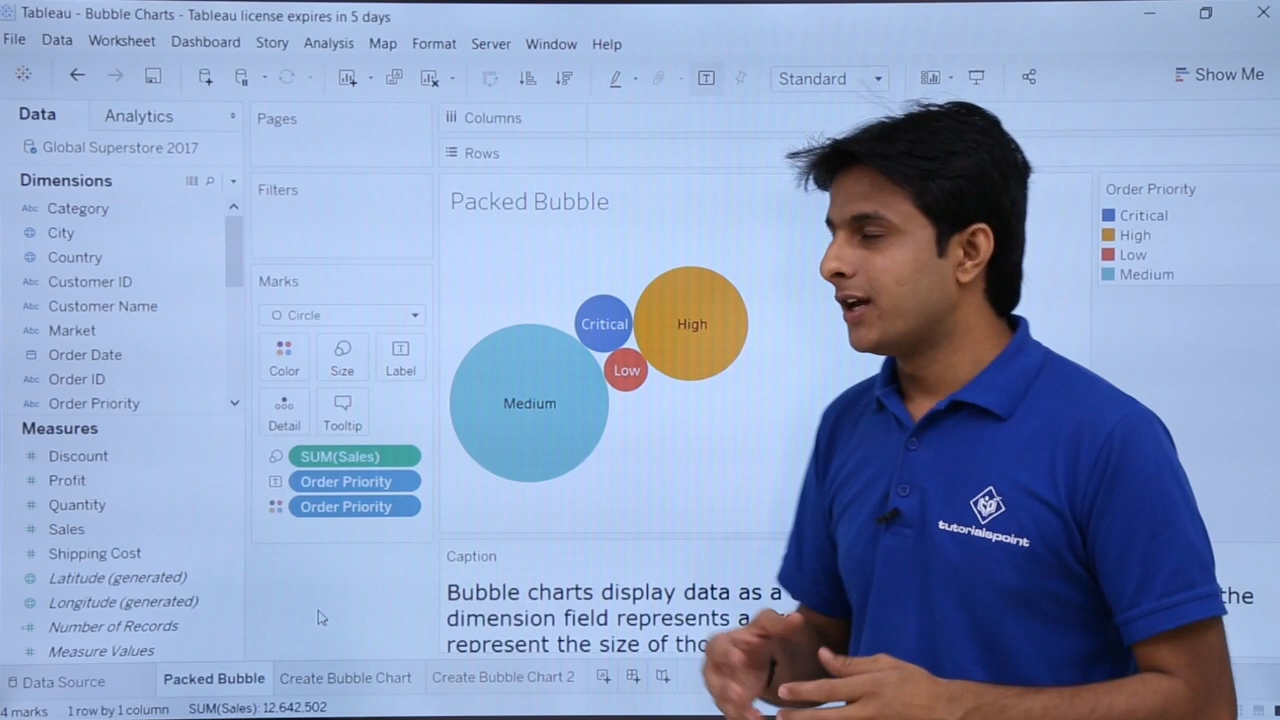 Tableau - Bubble Charts - Tableau license expires in 5 days
File Data Worksheet Dashboard Story Analysis Map Format Server Window Help
Standard
Show Me
Data Analytics
Global Superstore 2017
Dimensions
Abc Category
City
Country
Abc Customer ID
Abc Customer Name
Abc Market
Order Date
Abc Order ID
Abc Order Priority
Measures
# Discount
# Profit
# Quantity
# Sales
# Shipping Cost
Latitude (generated)
Longitude (generated)
# Number of Records
# Measure Values
Pages
Filters
Marks
Circle
Color Size Label
Detail Tooltip
SUM(Sales)
Order Priority
Order Priority
Columns
Rows
Packed Bubble
Critical
High
Low
Medium
Order Priority
Critical
High
Low
Medium
Caption
Bubble charts display data as a the
dimension field represents a
represent the size of
tutorialspoint
Data Source Packed Bubble Create Bubble Chart Create Bubble Chart 2
4 marks 1 row by 1 column SUM(Sales): 12,642,502